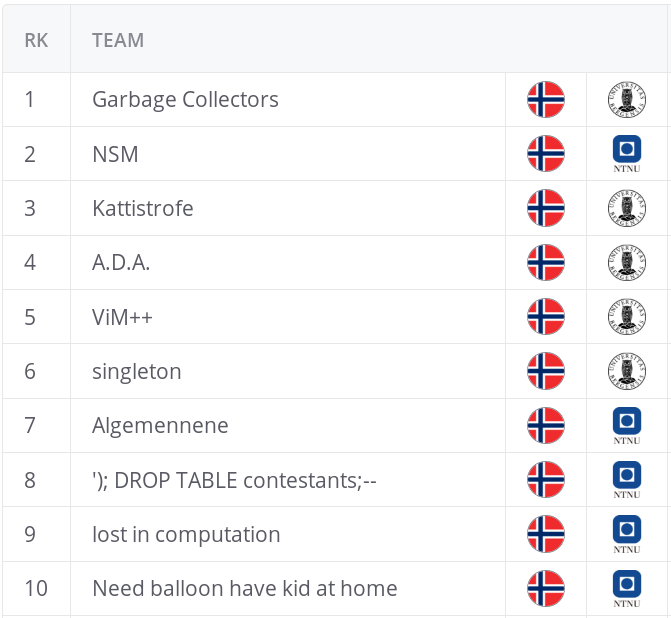 RK TEAM
1 Garbage Collectors
2 NSM
NTNU
3 Kattistrofe
4 A.D.A.
5 ViM++
6 singleton
7 Algemennene
NTNU
8 '); DROP TABLE contestants;--
NTNU
9 lost in computation
NTNU
10 Need balloon have kid at home
NTNU